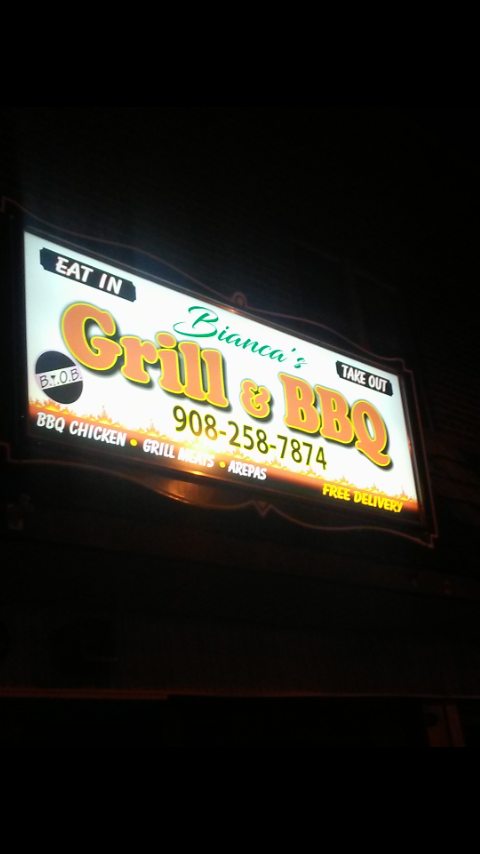 EAT IN
Bianca's
TAKE OUT
Grill & BBQ
B.Y.O.B.
908-258-7874
BBQ CHICKEN • GRILL MEATS • AREPAS
FREE DELIVERY